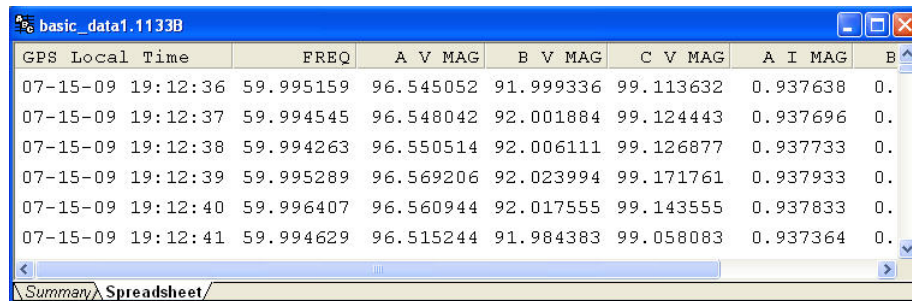 basic_data1.1133B
GPS Local Time FREQ A V MAG B V MAG C V MAG A I MAG B
07-15-09 19:12:36 59.995159 96.545052 91.999336 99.113632 0.937638 0.
07-15-09 19:12:37 59.994545 96.548042 92.001884 99.124443 0.937696 0.
07-15-09 19:12:38 59.994263 96.550514 92.006111 99.126877 0.937733 0.
07-15-09 19:12:39 59.995289 96.569206 92.023994 99.171761 0.937933 0.
07-15-09 19:12:40 59.996407 96.560944 92.017555 99.143555 0.937833 0.
07-15-09 19:12:41 59.994629 96.515244 91.984383 99.058083 0.937364 0.
Summary Spreadsheet